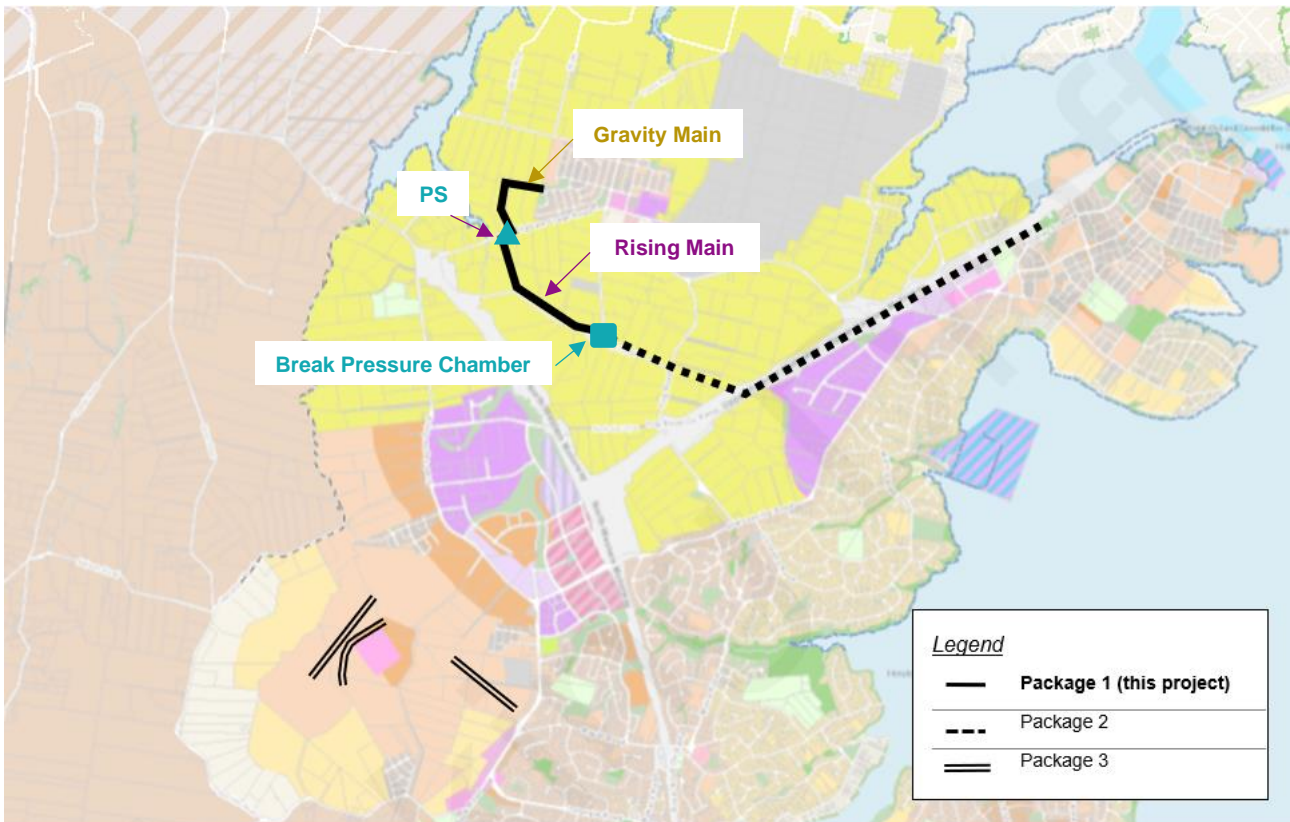 Gravity Main
PS
Rising Main
Break Pressure Chamber
Legend
Package 1 (this project)
Package 2
Package 3